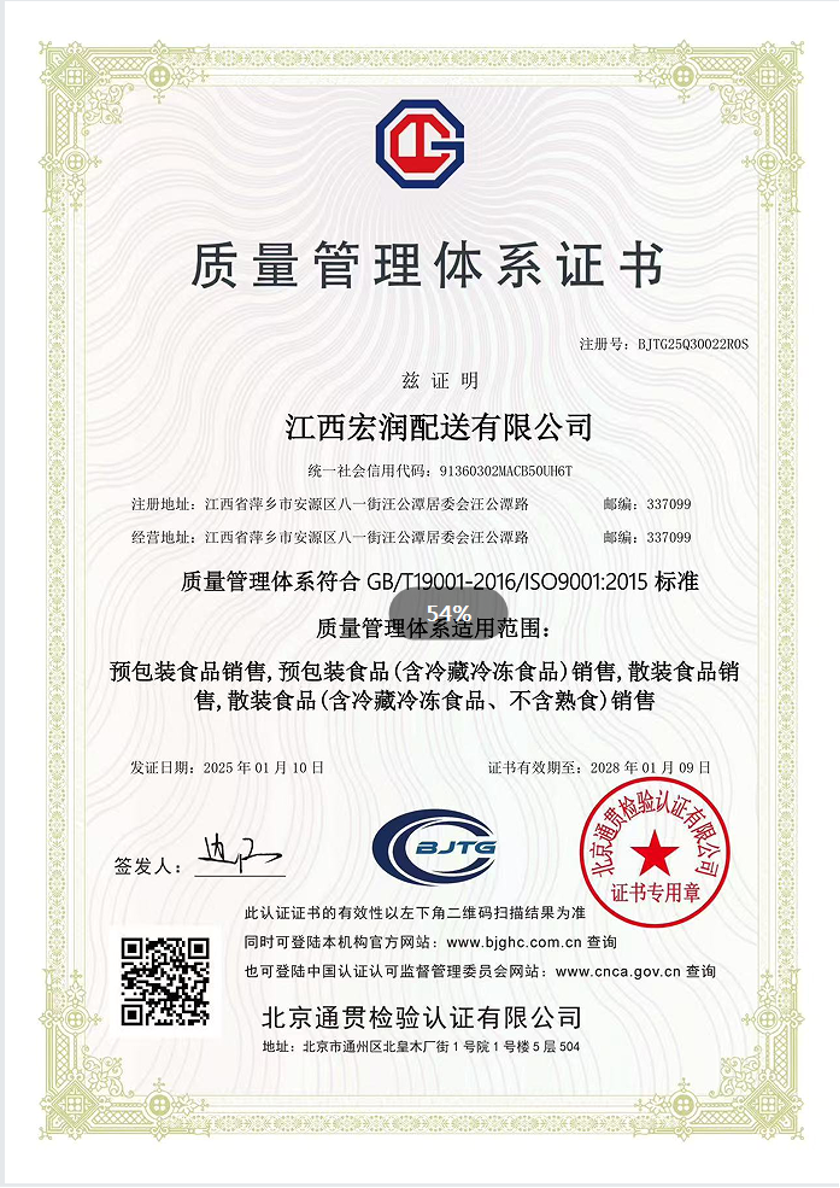 质量管理体系证书
注册号：BJTG25Q30022R0S
兹证明
江西宏润配送有限公司
统一社会信用代码：91360302MACB50UH6T
注册地址：江西省萍乡市安源区八一街汪公潭居委会汪公潭路 邮编：337099
经营地址：江西省萍乡市安源区八一街汪公潭居委会汪公潭路 邮编：337099
质量管理体系符合 GB/T19001-2016/ISO9001:2015 标准
54%
质量管理体系适用范围：
预包装食品销售,预包装食品(含冷藏冷冻食品)销售,散装食品销
售,散装食品(含冷藏冷冻食品、不含熟食)销售
发证日期：2025 年 01 月 10 日 证书有效期至：2028 年 01 月 09 日
北京通贯检验认证有限公司
证书专用章
BJTG
签发人：
此认证证书的有效性以左下角二维码扫描结果为准
同时可登陆本机构官方网站：www.bjghc.com.cn 查询
也可登陆中国认证认可监督管理委员会网站：www.cnca.gov.cn 查询
北京通贯检验认证有限公司
地址：北京市通州区北皇木厂街 1 号院 1 号楼 5 层 504